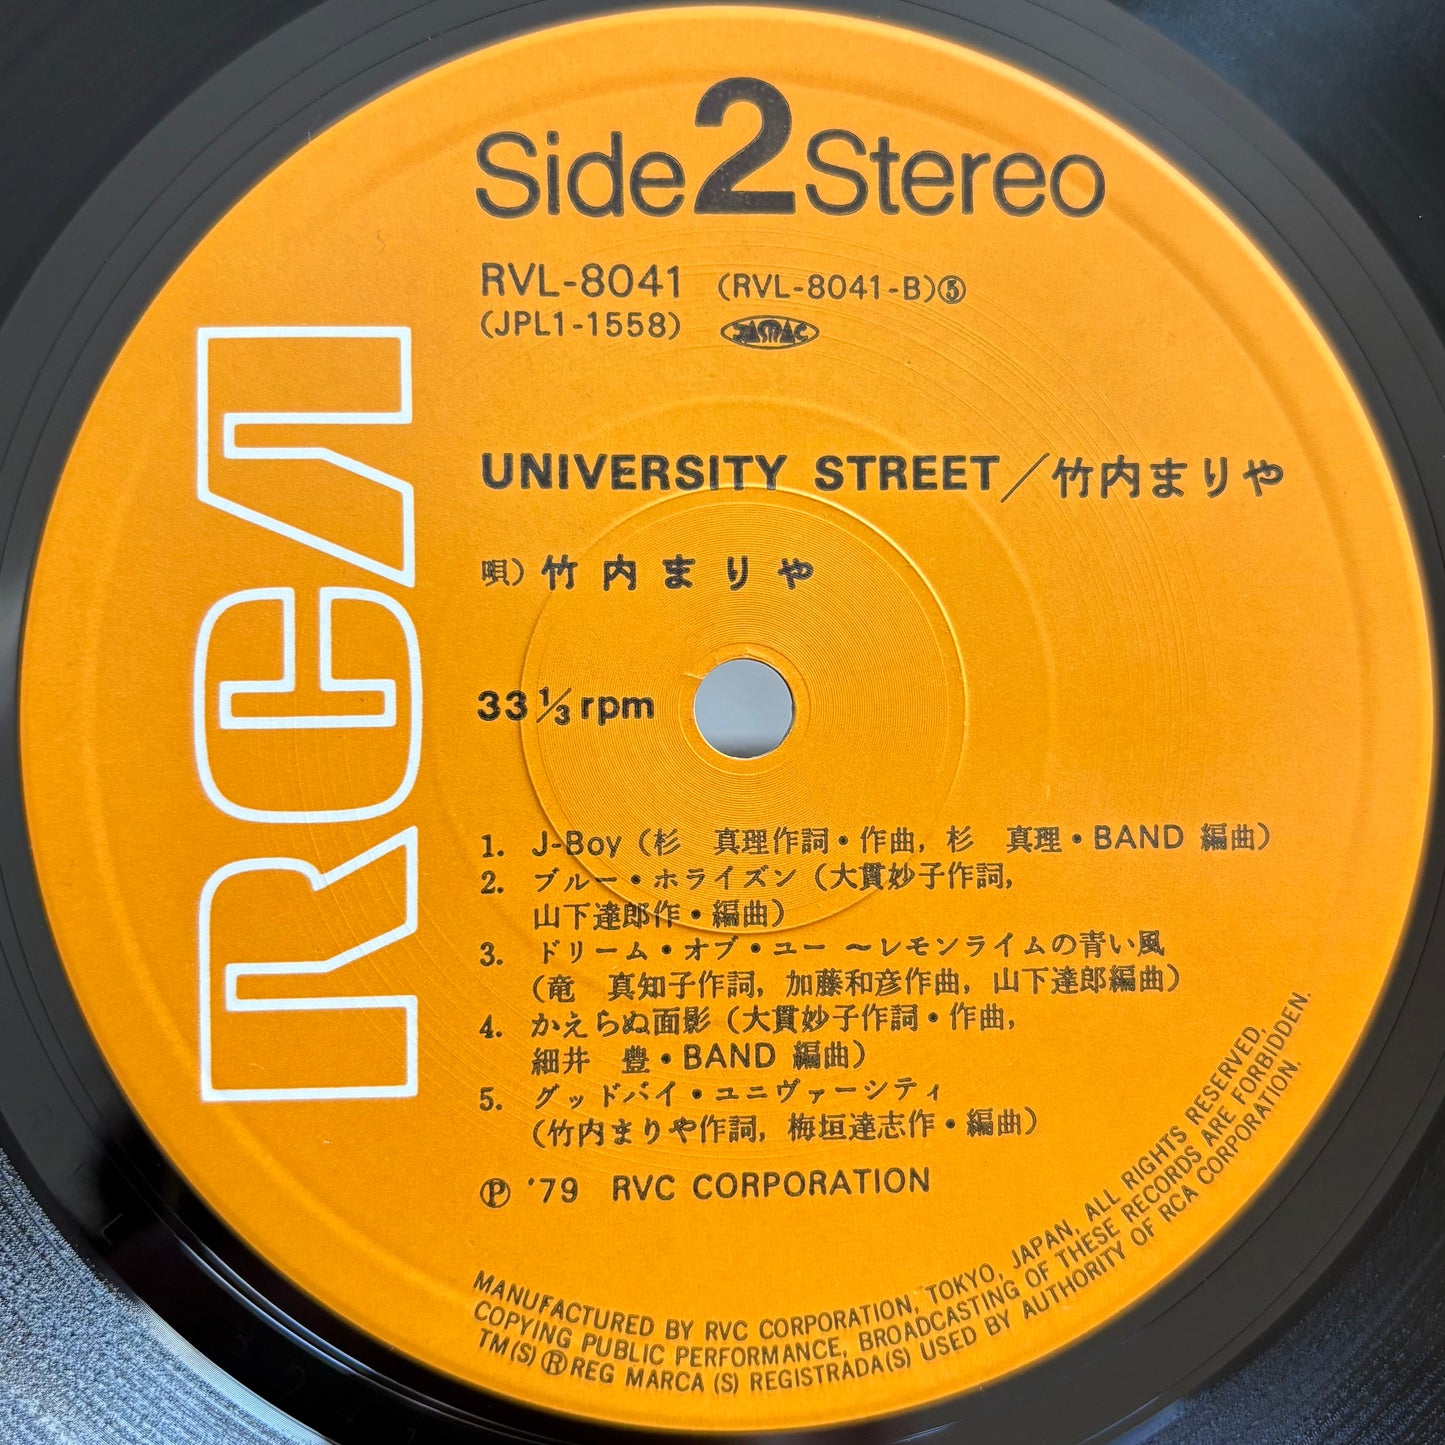 Side 2 Stereo
RVL-8041 (RVL-8041-B)⑤
(JPL1-1558) JASRAC
UNIVERSITY STREET／竹内まりや
唄）竹内まりや
33 1/3 rpm
RCA
1. J-Boy（杉　真理作詞・作曲, 杉　真理・BAND 編曲）
2. ブルー・ホライズン（大貫妙子作詞,
山下達郎作・編曲）
3. ドリーム・オブ・ユー 〜レモンライムの青い風
（竜　真知子作詞, 加藤和彦作曲, 山下達郎編曲）
4. かえらぬ面影（大貫妙子作詞・作曲,
細井　豊・BAND 編曲）
5. グッドバイ・ユニヴァーシティ
（竹内まりや作詞, 梅垣達志作・編曲）
Ⓟ '79 RVC CORPORATION
MANUFACTURED BY RVC CORPORATION, TOKYO, JAPAN, ALL RIGHTS RESERVED,
COPYING PUBLIC PERFORMANCE, BROADCASTING OF THESE RECORDS ARE FORBIDDEN.
TM(S) ® REG MARCA (S) REGISTRADA(S) USED BY AUTHORITY OF RCA CORPORATION.